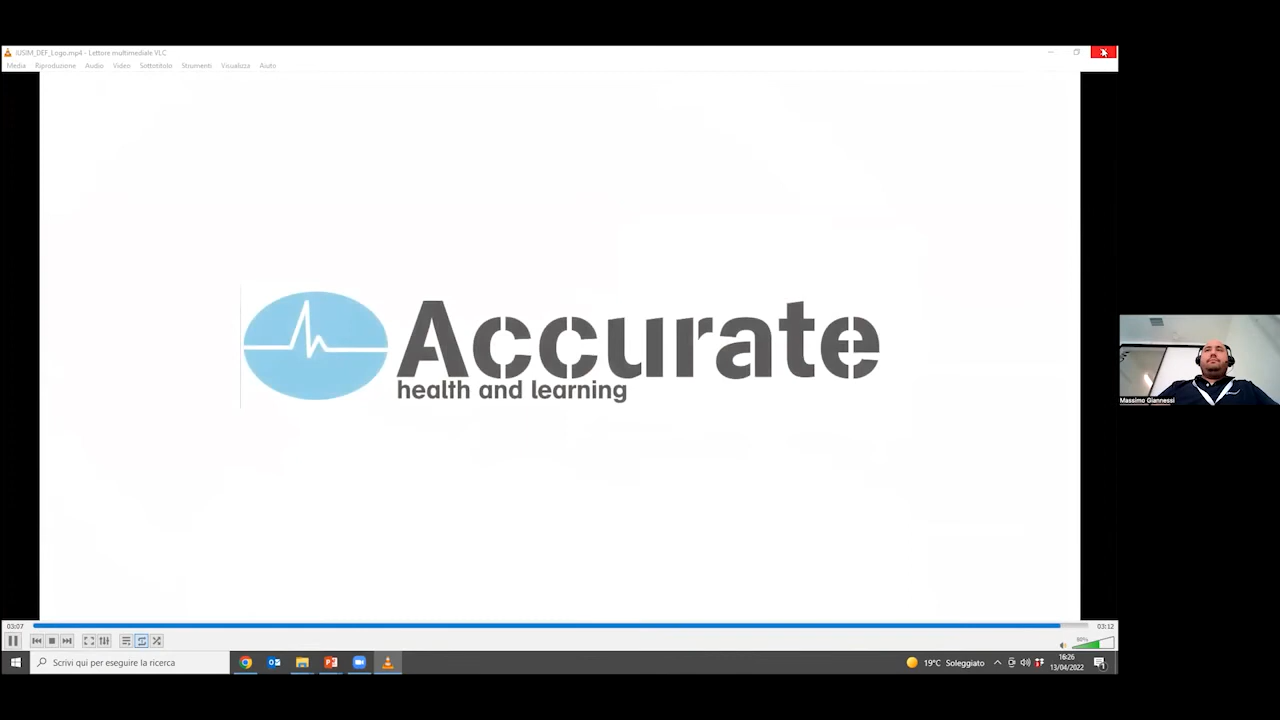 IUSIM_DEF_Logo.mp4 - Lettore multimediale VLC
Media Riproduzione Audio Video Sottotitolo Strumenti Visualizza Aiuto
Accurate
health and learning
Massimo Giannessi
03:07
03:12
90%
Scrivi qui per eseguire la ricerca
19°C Soleggiato
16:26
13/04/2022